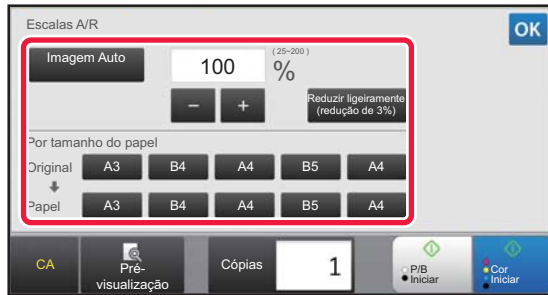 Escalas A/R
OK
Imagem Auto
100
(25~200)
%
− +
Reduzir ligeiramente
(redução de 3%)
Por tamanho do papel
Original A3 B4 A4 B5 A4
Papel A3 B4 A4 B5 A4
CA
Pré-
visualização
Cópias
1
P/B
Iniciar
Cor
Iniciar